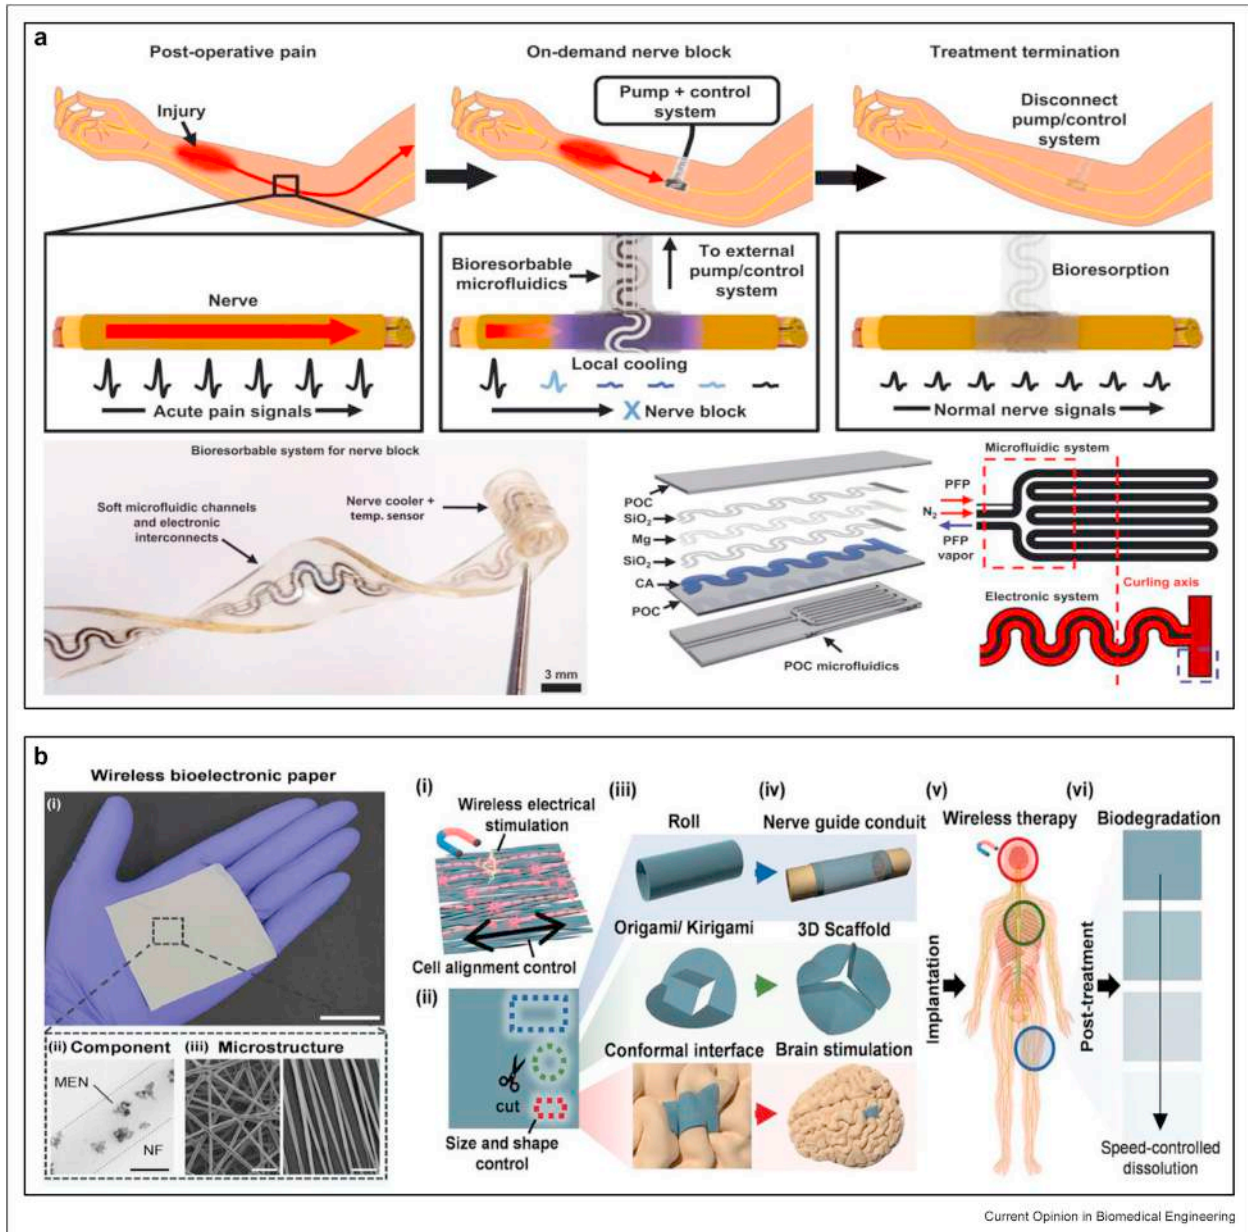 a
Post-operative pain
On-demand nerve block
Treatment termination
Injury
Pump + control
system
Disconnect
pump/control
system
Nerve
Acute pain signals
Bioresorbable
microfluidics
To external
pump/control
system
Local cooling
X Nerve block
Bioresorption
Normal nerve signals
Bioresorbable system for nerve block
Soft microfluidic channels
and electronic
interconnects
Nerve cooler +
temp. sensor
3 mm
POC
SiO₂
Mg
SiO₂
CA
POC
POC microfluidics
Microfluidic system
PFP
N₂
PFP
vapor
Curling axis
Electronic system
b
Wireless bioelectronic paper
(i)
(ii) Component
MEN
NF
(iii) Microstructure
(i)
Wireless electrical
stimulation
Cell alignment control
(ii)
cut
Size and shape
control
(iii)
Roll
Origami/ Kirigami
Conformal interface
(iv)
Nerve guide conduit
3D Scaffold
Brain stimulation
Implantation
(v)
Wireless therapy
Post-treatment
(vi)
Biodegradation
Speed-controlled
dissolution
Current Opinion in Biomedical Engineering